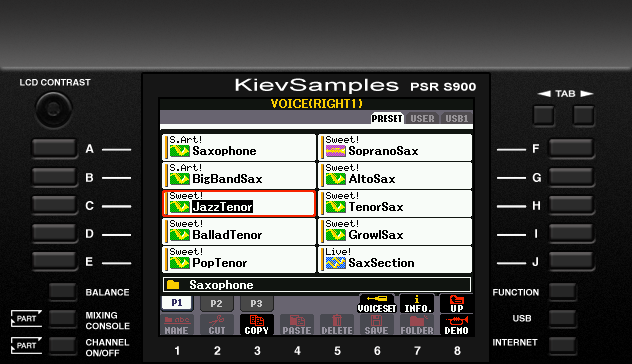 LCD CONTRAST
KievSamples PSR S900
TAB
VOICE(RIGHT1)
PRESET USER USB1
A
S.Art!
Saxophone
Sweet!
SopranoSax
F
B
S.Art!
BigBandSax
Sweet!
AltoSax
G
C
Sweet!
JazzTenor
Sweet!
TenorSax
H
D
Sweet!
BalladTenor
Sweet!
GrowlSax
I
E
Sweet!
PopTenor
Live!
SaxSection
J
Saxophone
BALANCE
P1 P2 P3
VOICESET INFO. UP
FUNCTION
PART
MIXING
CONSOLE
NAME CUT COPY PASTE DELETE SAVE FOLDER DEMO
USB
PART
CHANNEL
ON/OFF
INTERNET
1 2 3 4 5 6 7 8